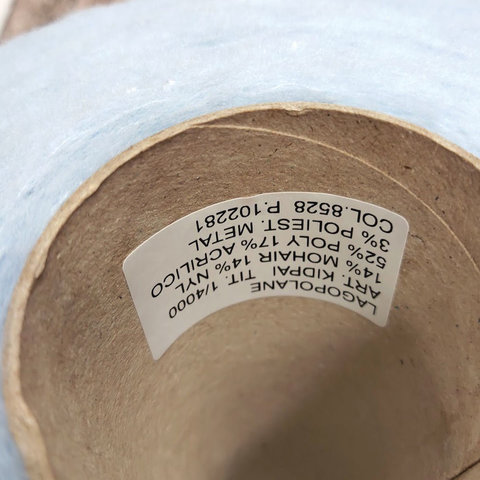 LAGOPOLANE
ART. KIDPAI TIT. 1/4000
14% MOHAIR 14% NYL
52% POLY 17% ACRILICO
3% POLIEST. METAL
COL.8528 P.102281